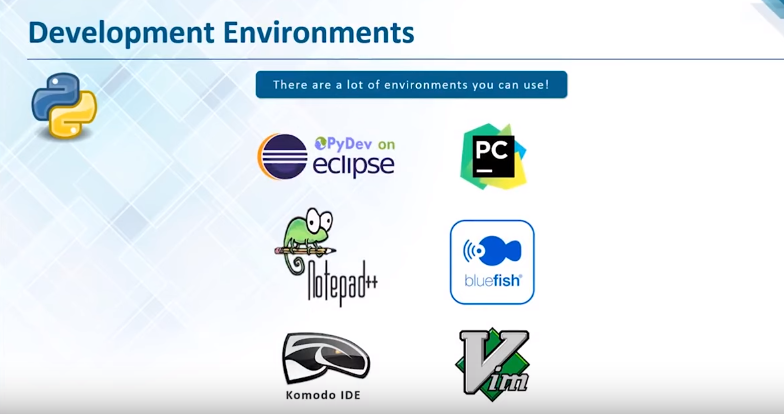 Development Environments
There are a lot of environments you can use!
PyDev on
eclipse
PC
Notepad++
bluefish®
Komodo IDE
Vim